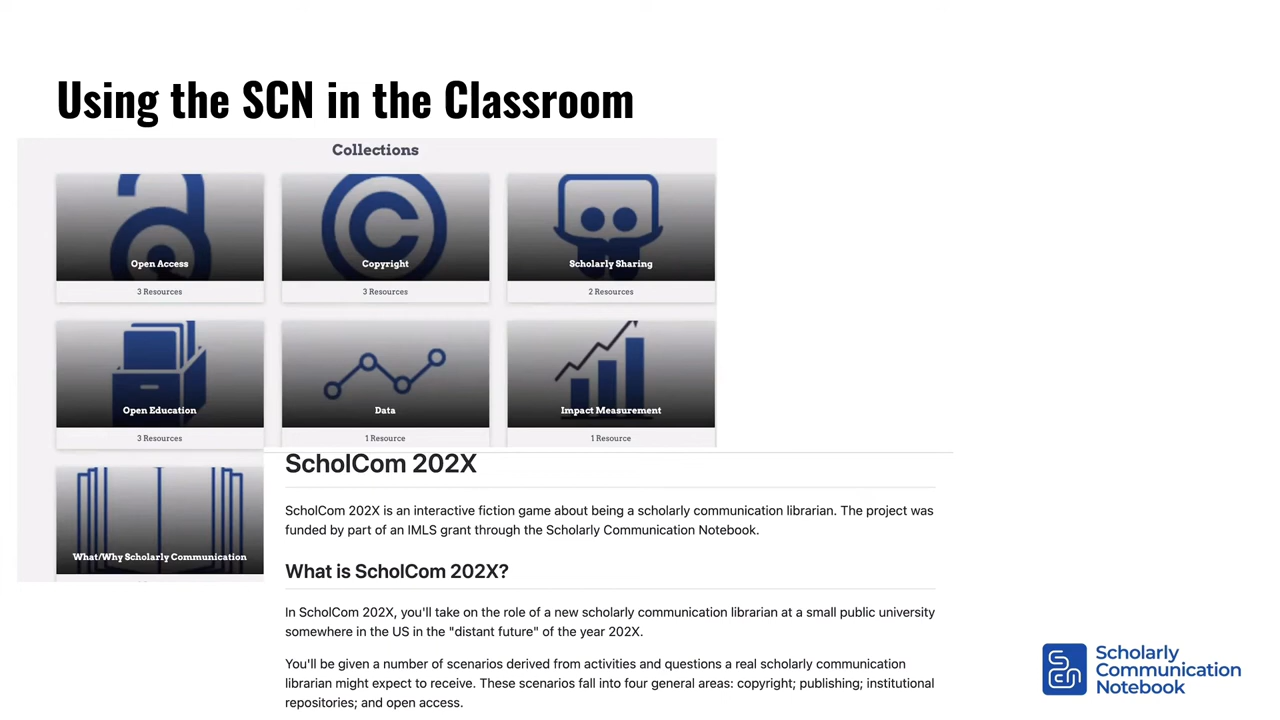 Using the SCN in the Classroom
Collections
Open Access
3 Resources
Copyright
3 Resources
Scholarly Sharing
2 Resources
Open Education
3 Resources
Data
1 Resource
Impact Measurement
1 Resource
What/Why Scholarly Communication
ScholCom 202X
ScholCom 202X is an interactive fiction game about being a scholarly communication librarian. The project was
funded by part of an IMLS grant through the Scholarly Communication Notebook.
What is ScholCom 202X?
In ScholCom 202X, you'll take on the role of a new scholarly communication librarian at a small public university
somewhere in the US in the "distant future" of the year 202X.
You'll be given a number of scenarios derived from activities and questions a real scholarly communication
librarian might expect to receive. These scenarios fall into four general areas: copyright; publishing; institutional
repositories; and open access.
Scholarly
Communication
Notebook